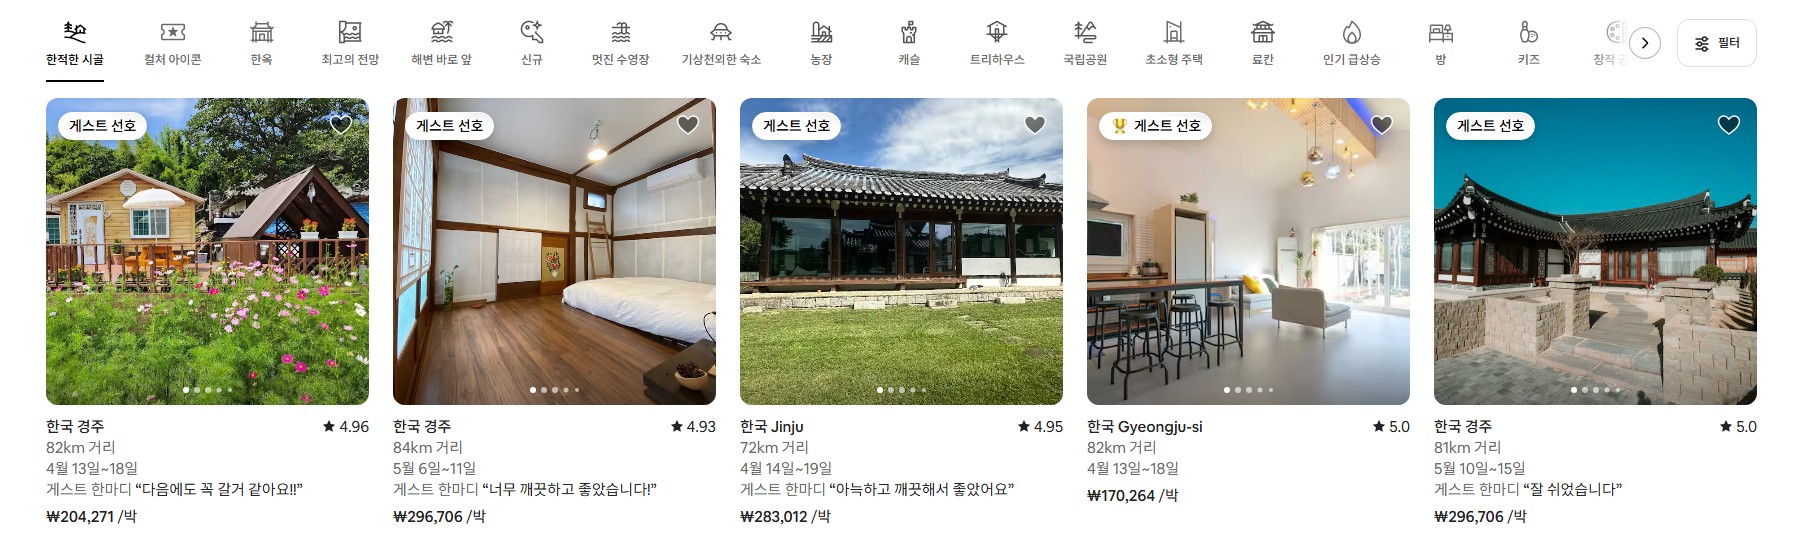 한적한 시골
컬처 아이콘
한옥
최고의 전망
해변 바로 앞
신규
멋진 수영장
기상천외한 숙소
농장
캐슬
트리하우스
국립공원
초소형 주택
료칸
인기 급상승
방
키즈
창작
필터
게스트 선호
게스트 선호
게스트 선호
게스트 선호
게스트 선호
한국 경주 ★ 4.96
82km 거리
4월 13일~18일
게스트 한마디 “다음에도 꼭 갈거 같아요!!”
₩204,271 /박
한국 경주 ★ 4.93
84km 거리
5월 6일~11일
게스트 한마디 “너무 깨끗하고 좋았습니다!”
₩296,706 /박
한국 Jinju ★ 4.95
72km 거리
4월 14일~19일
게스트 한마디 “아늑하고 깨끗해서 좋았어요”
₩283,012 /박
한국 Gyeongju-si ★ 5.0
82km 거리
4월 13일~18일
₩170,264 /박
한국 경주 ★ 5.0
81km 거리
5월 10일~15일
게스트 한마디 “잘 쉬었습니다”
₩296,706 /박